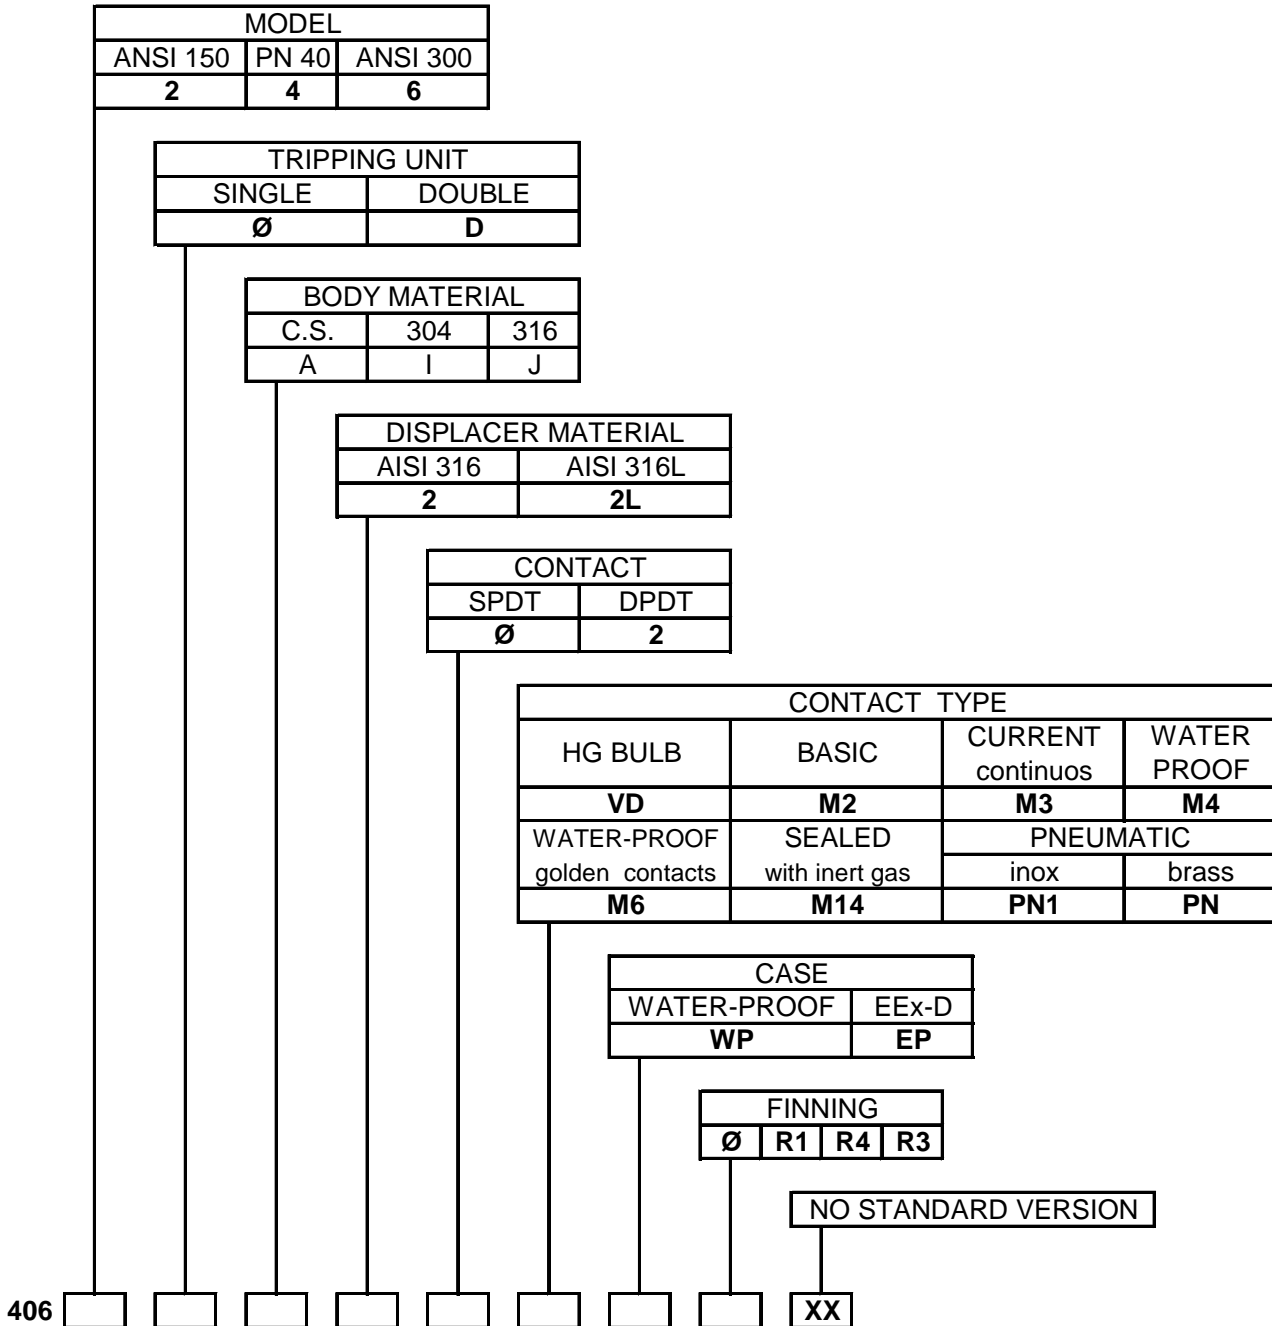 MODEL
ANSI 150 PN 40 ANSI 300
2 4 6
TRIPPING UNIT
SINGLE DOUBLE
Ø D
BODY MATERIAL
C.S. 304 316
A I J
DISPLACER MATERIAL
AISI 316 AISI 316L
2 2L
CONTACT
SPDT DPDT
Ø 2
CONTACT TYPE
HG BULB BASIC CURRENT continuos WATER PROOF
VD M2 M3 M4
WATER-PROOF SEALED PNEUMATIC
golden contacts with inert gas inox brass
M6 M14 PN1 PN
CASE
WATER-PROOF EEx-D
WP EP
FINNING
Ø R1 R4 R3
NO STANDARD VERSION
406 XX